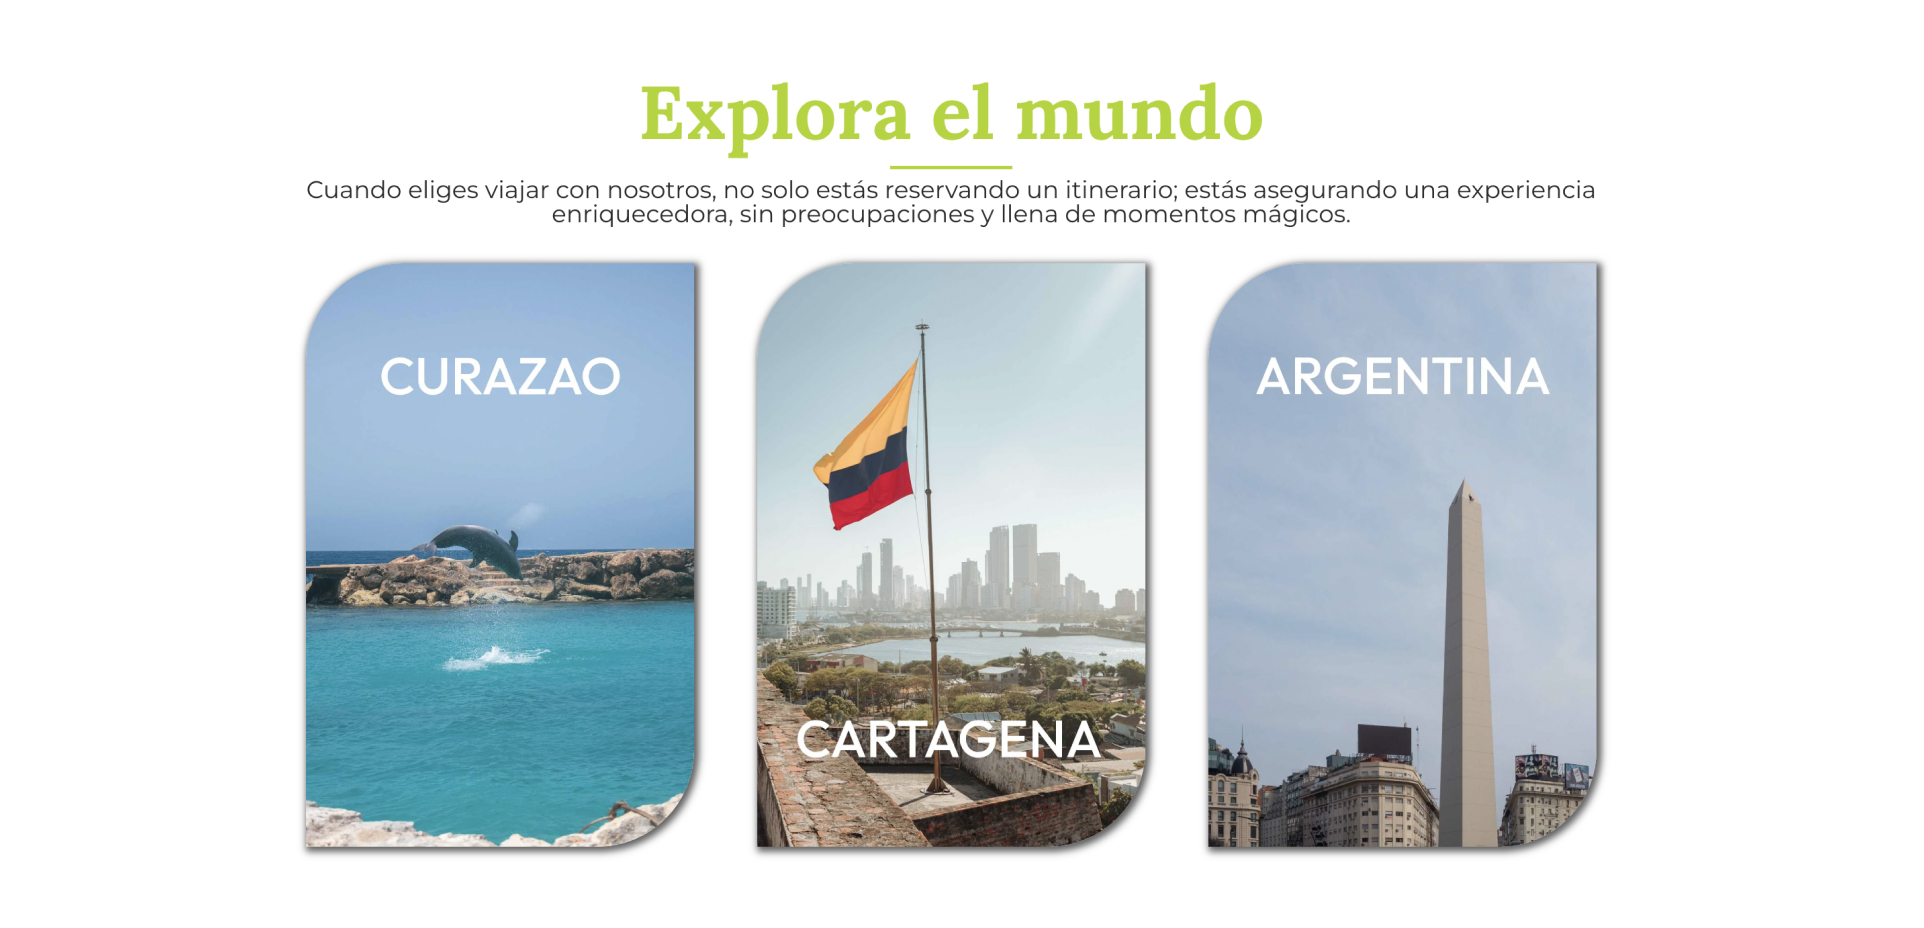 Explora el mundo
Cuando eliges viajar con nosotros, no solo estás reservando un itinerario; estás asegurando una experiencia
enriquecedora, sin preocupaciones y llena de momentos mágicos.
CURAZAO
CARTAGENA
ARGENTINA